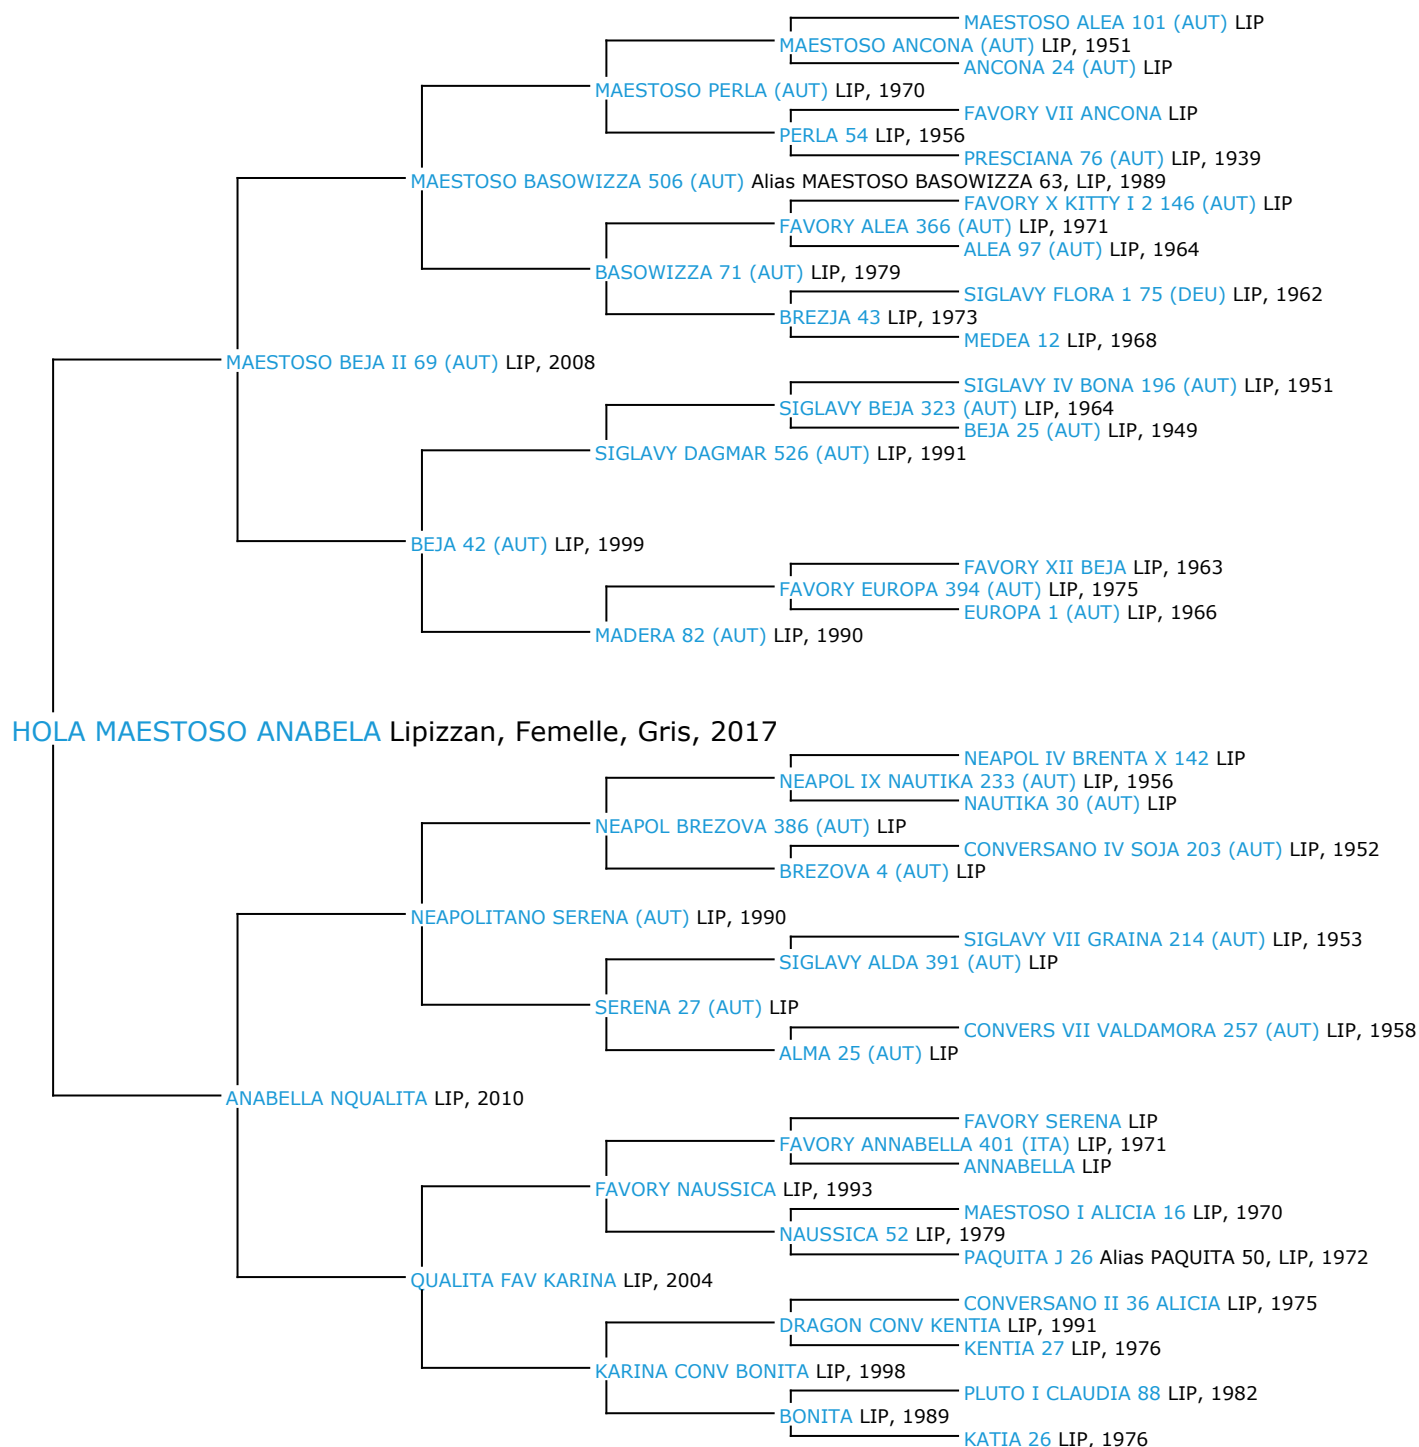 MAESTOSO ALEA 101 (AUT) LIP
MAESTOSO ANCONA (AUT) LIP, 1951
ANCONA 24 (AUT) LIP
MAESTOSO PERLA (AUT) LIP, 1970
FAVORY VII ANCONA LIP
PERLA 54 LIP, 1956
PRESCIANA 76 (AUT) LIP, 1939
MAESTOSO BASOWIZZA 506 (AUT) Alias MAESTOSO BASOWIZZA 63, LIP, 1989
FAVORY X KITTY I 2 146 (AUT) LIP
FAVORY ALEA 366 (AUT) LIP, 1971
ALEA 97 (AUT) LIP, 1964
BASOWIZZA 71 (AUT) LIP, 1979
SIGLAVY FLORA 1 75 (DEU) LIP, 1962
BREZJA 43 LIP, 1973
MEDEA 12 LIP, 1968
MAESTOSO BEJA II 69 (AUT) LIP, 2008
SIGLAVY IV BONA 196 (AUT) LIP, 1951
SIGLAVY BEJA 323 (AUT) LIP, 1964
BEJA 25 (AUT) LIP, 1949
SIGLAVY DAGMAR 526 (AUT) LIP, 1991
BEJA 42 (AUT) LIP, 1999
FAVORY XII BEJA LIP, 1963
FAVORY EUROPA 394 (AUT) LIP, 1975
EUROPA 1 (AUT) LIP, 1966
MADERA 82 (AUT) LIP, 1990
HOLA MAESTOSO ANABELA Lipizzan, Femelle, Gris, 2017
NEAPOL IV BRENTA X 142 LIP
NEAPOL IX NAUTIKA 233 (AUT) LIP, 1956
NAUTIKA 30 (AUT) LIP
NEAPOL BREZOVA 386 (AUT) LIP
CONVERSANO IV SOJA 203 (AUT) LIP, 1952
BREZOVA 4 (AUT) LIP
NEAPOLITANO SERENA (AUT) LIP, 1990
SIGLAVY VII GRAINA 214 (AUT) LIP, 1953
SIGLAVY ALDA 391 (AUT) LIP
SERENA 27 (AUT) LIP
CONVERS VII VALDAMORA 257 (AUT) LIP, 1958
ALMA 25 (AUT) LIP
ANABELLA NQUALITA LIP, 2010
FAVORY SERENA LIP
FAVORY ANNABELLA 401 (ITA) LIP, 1971
ANNABELLA LIP
FAVORY NAUSSICA LIP, 1993
MAESTOSO I ALICIA 16 LIP, 1970
NAUSSICA 52 LIP, 1979
PAQUITA J 26 Alias PAQUITA 50, LIP, 1972
QUALITA FAV KARINA LIP, 2004
CONVERSANO II 36 ALICIA LIP, 1975
DRAGON CONV KENTIA LIP, 1991
KENTIA 27 LIP, 1976
KARINA CONV BONITA LIP, 1998
PLUTO I CLAUDIA 88 LIP, 1982
BONITA LIP, 1989
KATIA 26 LIP, 1976